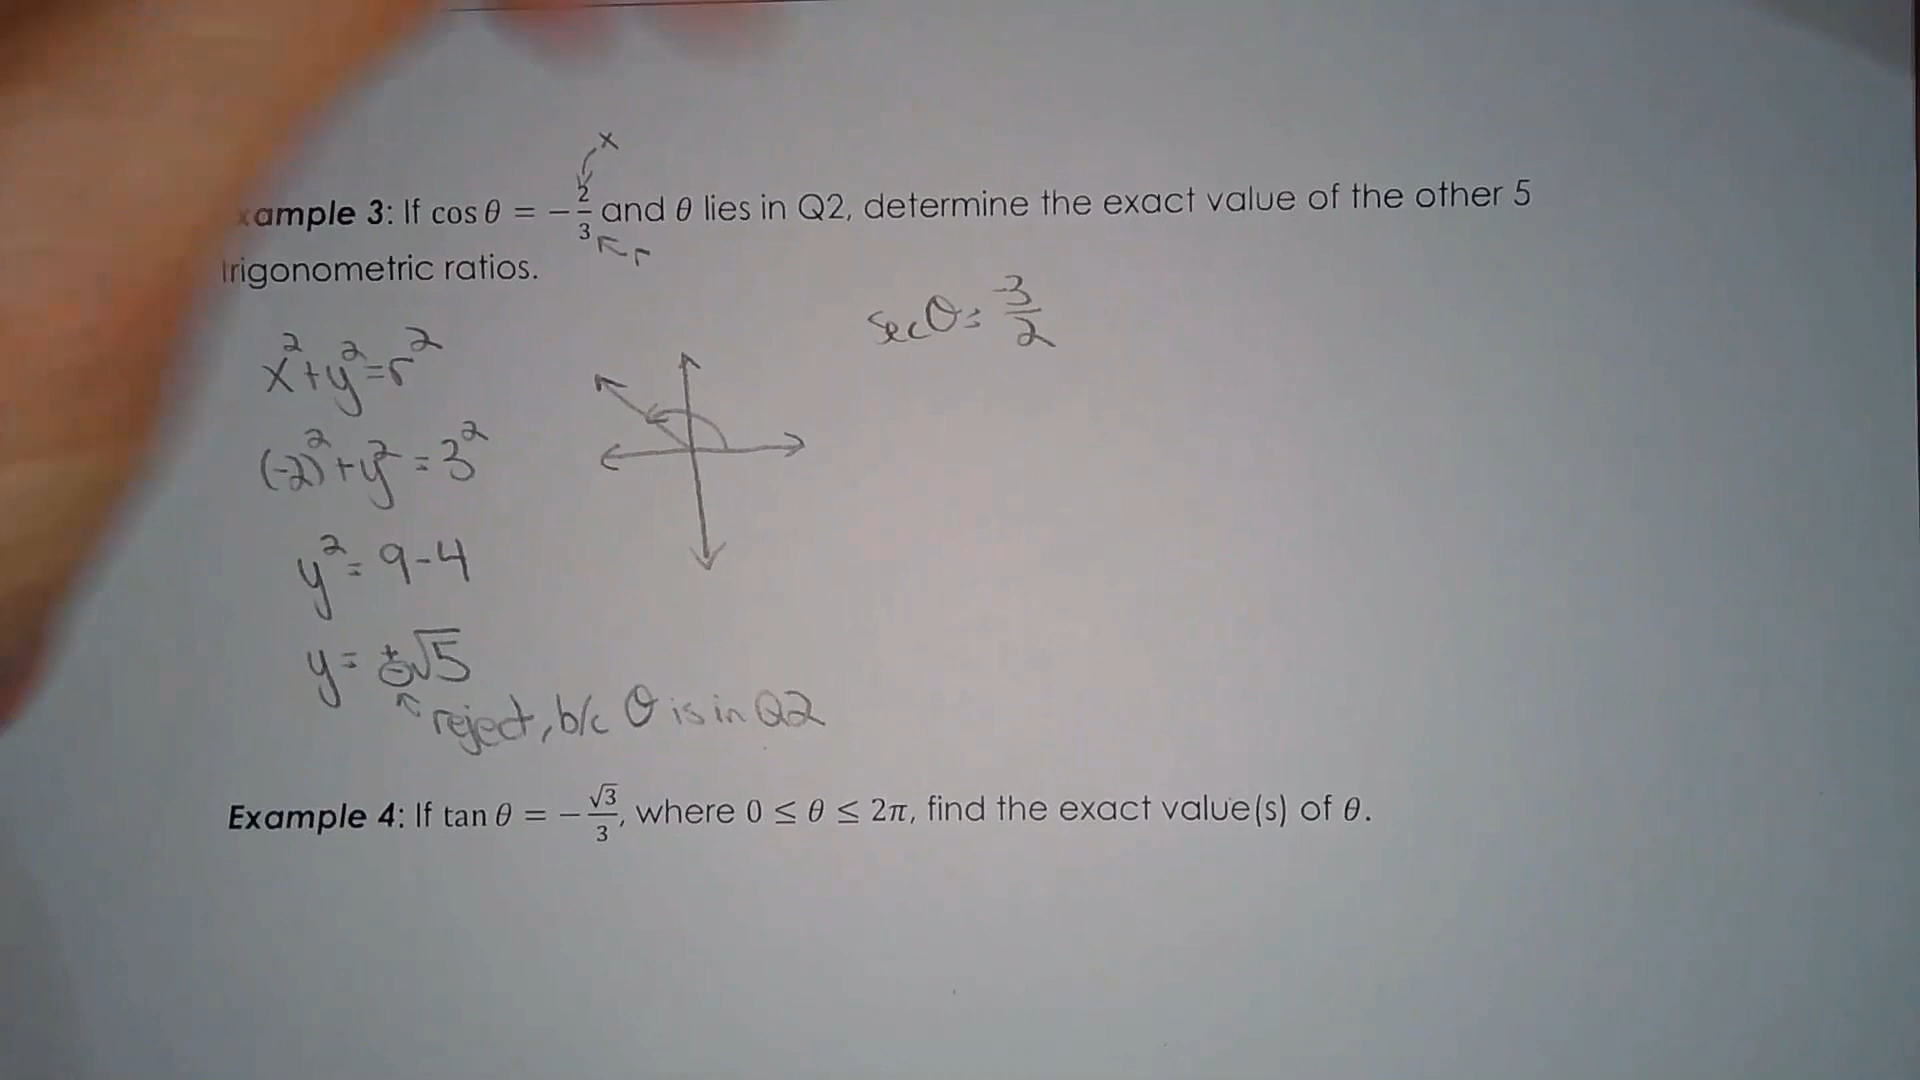 x
xample 3: If cos θ = −2/3 and θ lies in Q2, determine the exact value of the other 5
trigonometric ratios.
r
secθ = -3/2
x²+y²=r²
(-2)²+y²=3²
y²=9-4
y=±√5
reject, b/c θ is in Q2
Example 4: If tan θ = −√3/3, where 0 ≤ θ ≤ 2π, find the exact value(s) of θ.